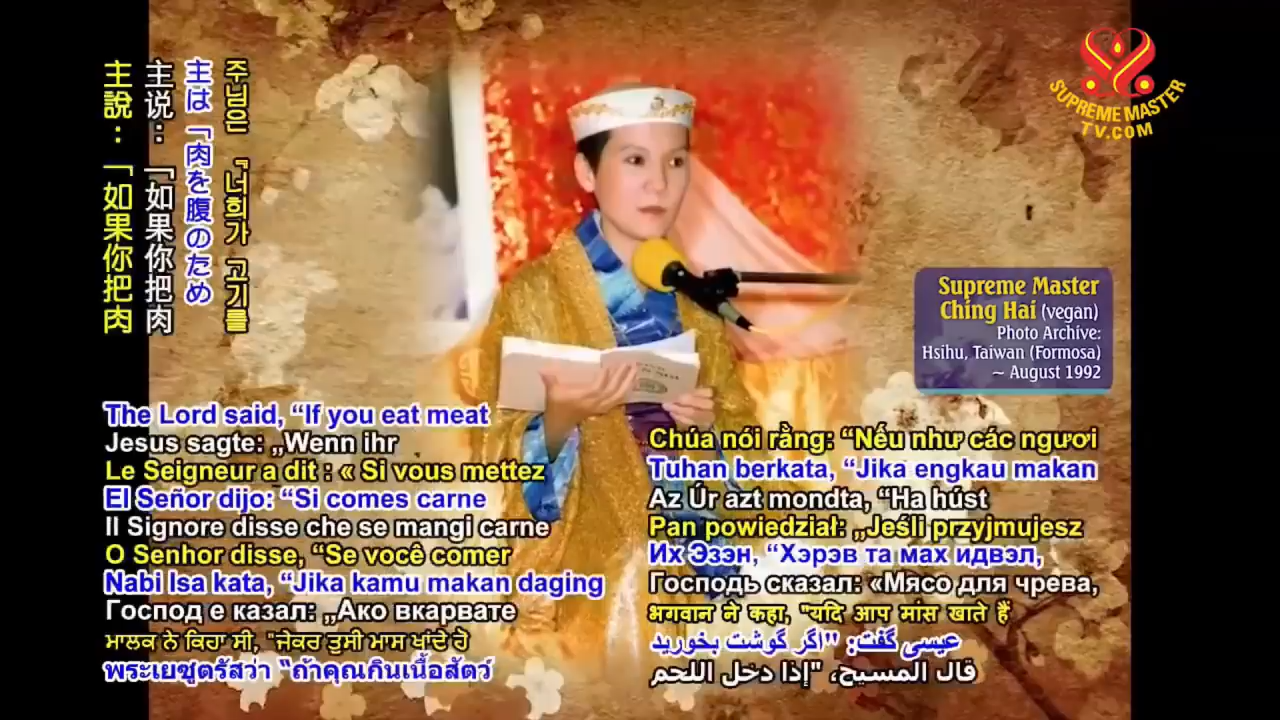 主說：「如果你把肉
主说：「如果你把肉
主は「肉を腹のため
주님은 『너희가 고기를
SUPREME MASTER
TV.COM
Supreme Master
Ching Hai (vegan)
Photo Archive:
Hsihu, Taiwan (Formosa)
~ August 1992
The Lord said, “If you eat meat
Jesus sagte: „Wenn ihr
Le Seigneur a dit : « Si vous mettez
El Señor dijo: “Si comes carne
Il Signore disse che se mangi carne
O Senhor disse, “Se você comer
Nabi Isa kata, “Jika kamu makan daging
Господ е казал: „Ако вкарвате
ਮਾਲਕ ਨੇ ਕਿਹਾ ਸੀ, "ਜੇਕਰ ਤੁਸੀ ਮਾਸ ਖਾਂਦੇ ਹੋ
พระเยซูตรัสว่า “ถ้าคุณกินเนื้อสัตว์
Chúa nói rằng: “Nếu như các ngươi
Tuhan berkata, “Jika engkau makan
Az Úr azt mondta, “Ha húst
Pan powiedział: „Jeśli przyjmujesz
Их Эзэн, “Хэрэв та мах идвэл,
Господь сказал: «Мясо для чрева,
भगवान ने कहा, "यदि आप मांस खाते हैं
عیسی گفت: "اگر گوشت بخورید
قال المسيح، "إذا دخل اللحم